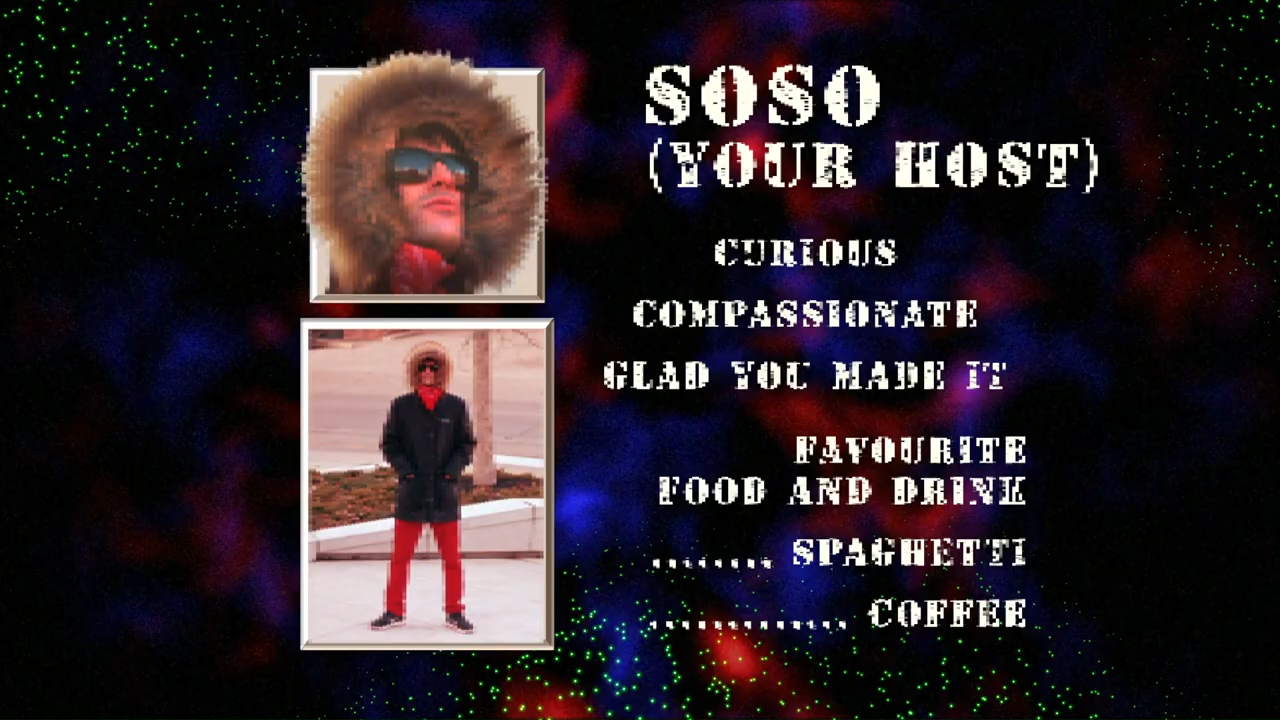 SOSO
(YOUR HOST)
CURIOUS
COMPASSIONATE
GLAD YOU MADE IT
FAVOURITE
FOOD AND DRINK
........ SPAGHETTI
............. COFFEE